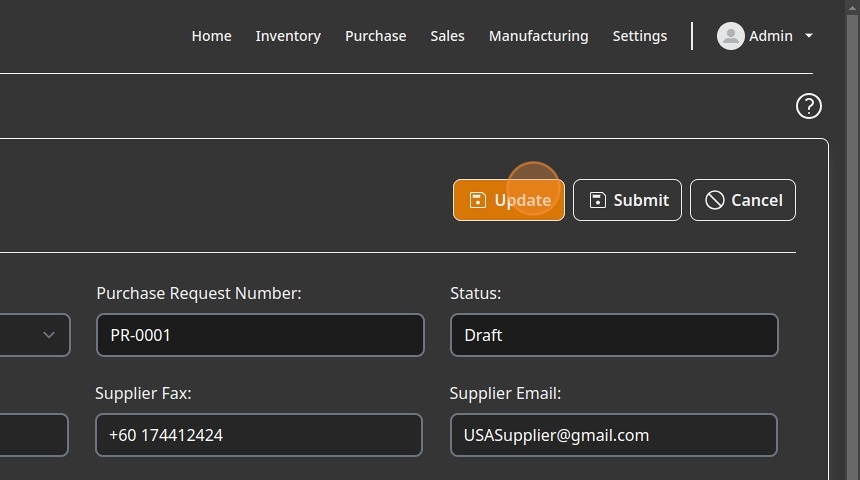 Home Inventory Purchase Sales Manufacturing Settings Admin
?
Update Submit Cancel
Purchase Request Number: Status:
PR-0001 Draft
Supplier Fax: Supplier Email:
+60 174412424 USASupplier@gmail.com